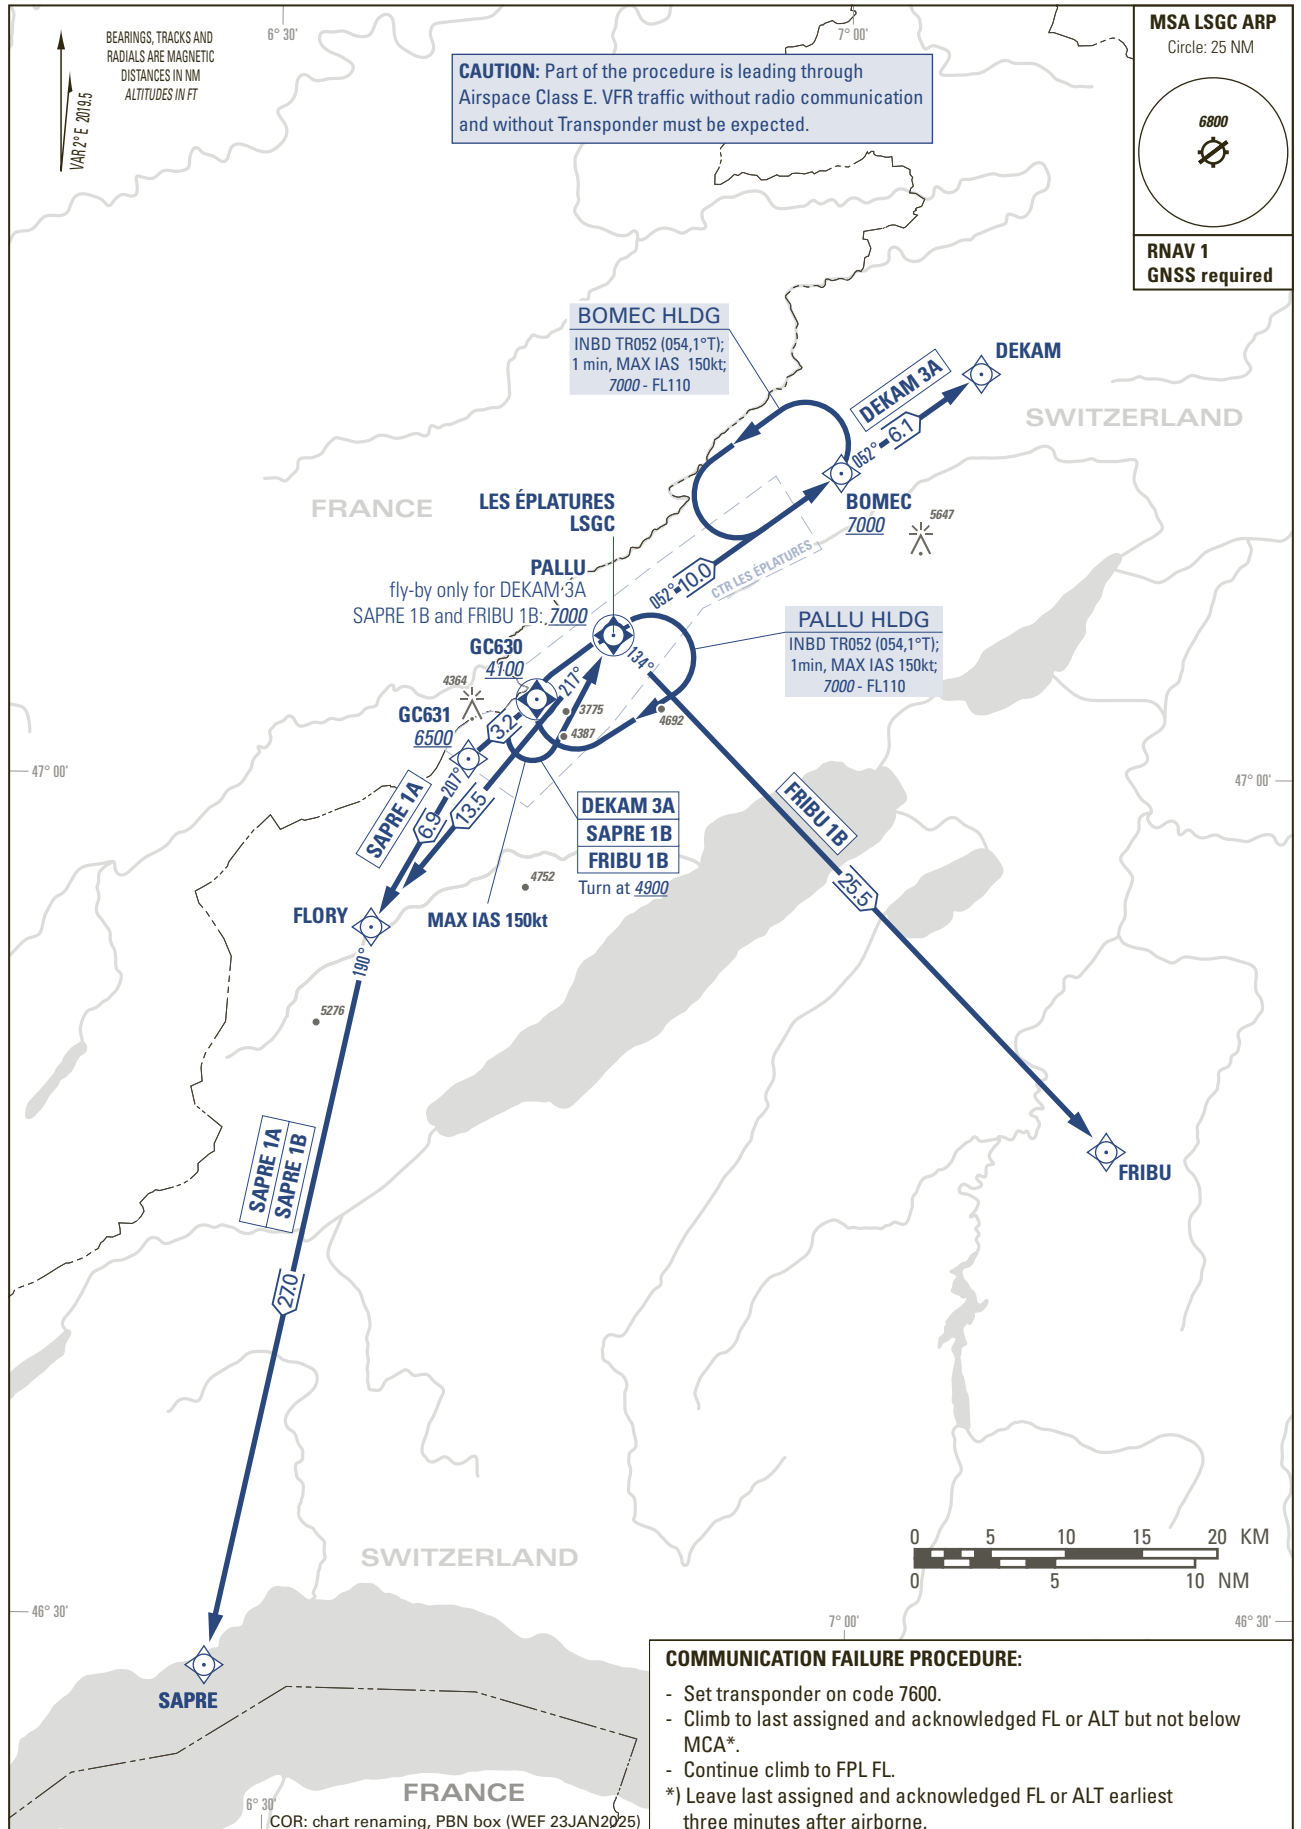 BEARINGS, TRACKS AND
RADIALS ARE MAGNETIC
DISTANCES IN NM
ALTITUDES IN FT
VAR 2° E 2019.5
6° 30'
7° 00'
CAUTION: Part of the procedure is leading through
Airspace Class E. VFR traffic without radio communication
and without Transponder must be expected.
MSA LSGC ARP
Circle: 25 NM
6800
RNAV 1
GNSS required
BOMEC HLDG
INBD TR052 (054,1°T);
1 min, MAX IAS 150kt;
7000 - FL110
DEKAM
DEKAM 3A
052°
6.1
SWITZERLAND
FRANCE
LES ÉPLATURES
LSGC
BOMEC
7000
5647
PALLU
fly-by only for DEKAM 3A
SAPRE 1B and FRIBU 1B: 7000
052°
10.0
CTR LES ÉPLATURES
PALLU HLDG
INBD TR052 (054,1°T);
1min, MAX IAS 150kt;
7000 - FL110
GC630
4100
134°
217°
4364
GC631
6500
3.2
3775
4387
4692
47° 00'
47° 00'
207°
SAPRE 1A
6.9
13.5
DEKAM 3A
SAPRE 1B
FRIBU 1B
Turn at 4900
FRIBU 1B
25.5
4752
FLORY
MAX IAS 150kt
190°
5276
SAPRE 1A
SAPRE 1B
FRIBU
27.0
SWITZERLAND
0 5 10 15 20 KM
0 5 10 NM
46° 30'
7° 00'
46° 30'
SAPRE
FRANCE
6° 30'
COR: chart renaming, PBN box (WEF 23JAN2025)
COMMUNICATION FAILURE PROCEDURE:
- Set transponder on code 7600.
- Climb to last assigned and acknowledged FL or ALT but not below
MCA*.
- Continue climb to FPL FL.
*) Leave last assigned and acknowledged FL or ALT earliest
three minutes after airborne.